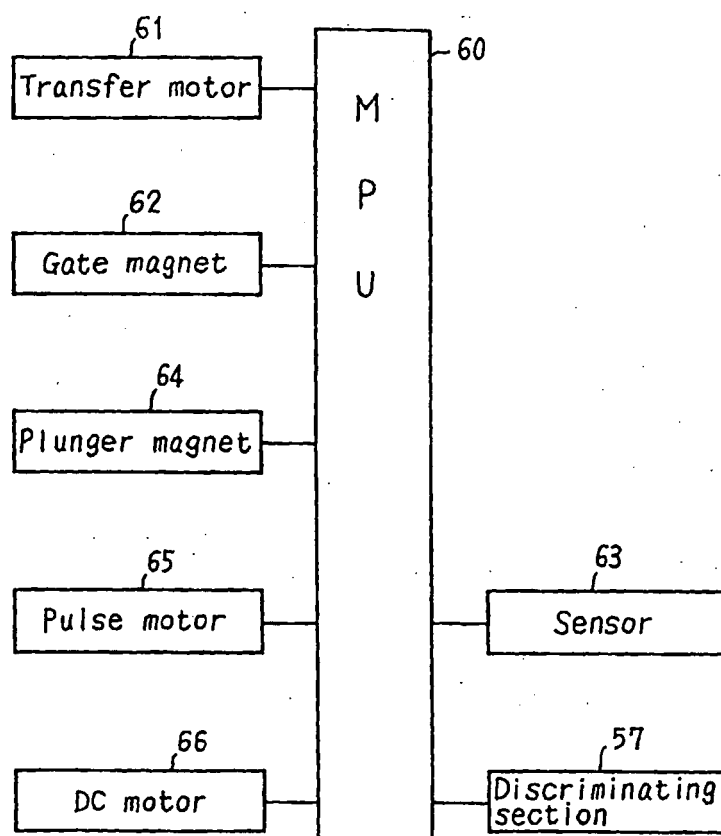 61
Transfer motor
60
M
P
U
62
Gate magnet
64
Plunger magnet
65
Pulse motor
63
Sensor
66
DC motor
57
Discriminating
section